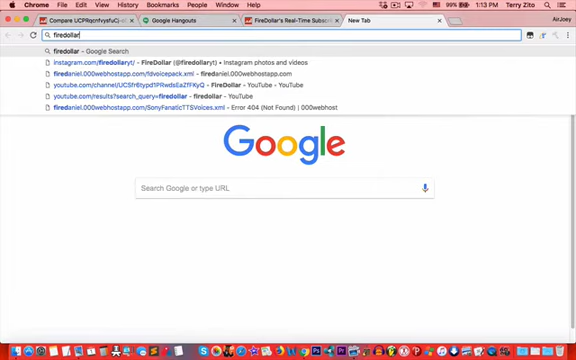 Chrome File Edit View History Bookmarks People Window Help 99% 1:13 PM Terry Zito
Google Hangouts
FireDollar's Real-Time Subscri
New Tab
AirJoey
firedollar
firedollar – Google Search
instagram.com/firedollaryt/ – FireDollar (@firedollaryt) • Instagram photos and videos
firedaniel.000webhostapp.com/fdvoicepack.xml – firedaniel.000webhostapp.com
FireDollar - YouTube – YouTube
youtube.com/results?search_query=firedollar – firedollar - YouTube
firedaniel.000webhostapp.com/SonyFanaticTTSVoices.xml – Error 404 (Not Found) | 000webhost
Google
Search Google or type URL